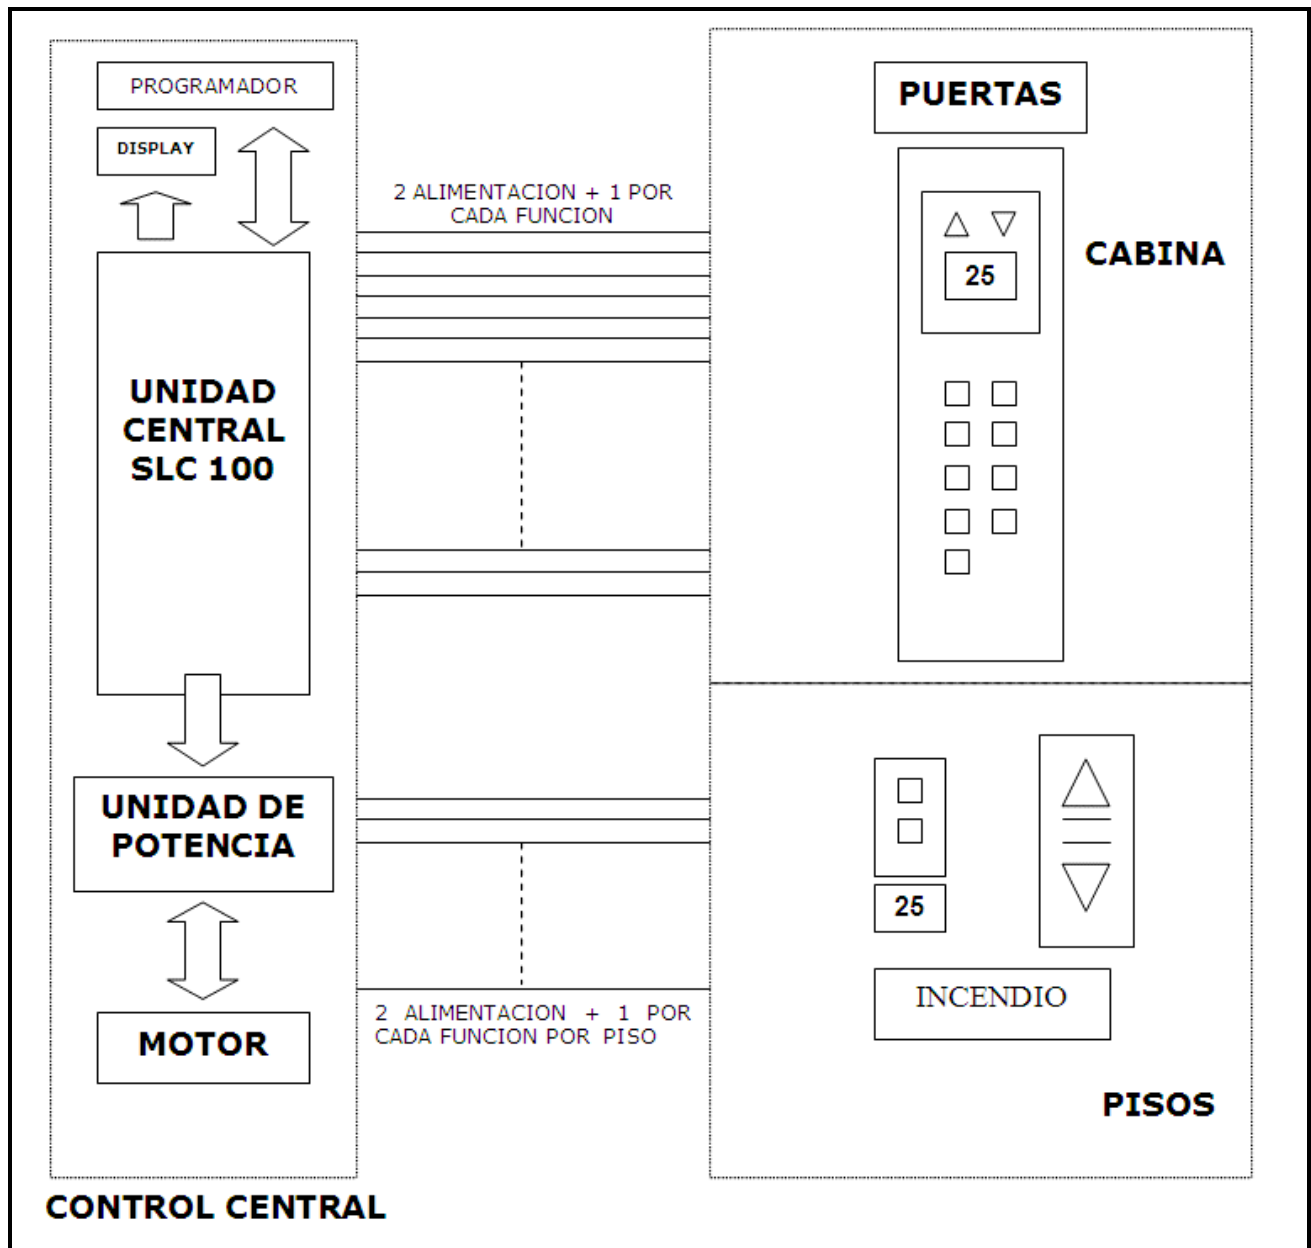 PROGRAMADOR
DISPLAY
UNIDAD
CENTRAL
SLC 100
UNIDAD DE
POTENCIA
MOTOR
CONTROL CENTRAL
2 ALIMENTACION + 1 POR
CADA FUNCION
2 ALIMENTACION + 1 POR
CADA FUNCION POR PISO
PUERTAS
25
CABINA
25
INCENDIO
PISOS